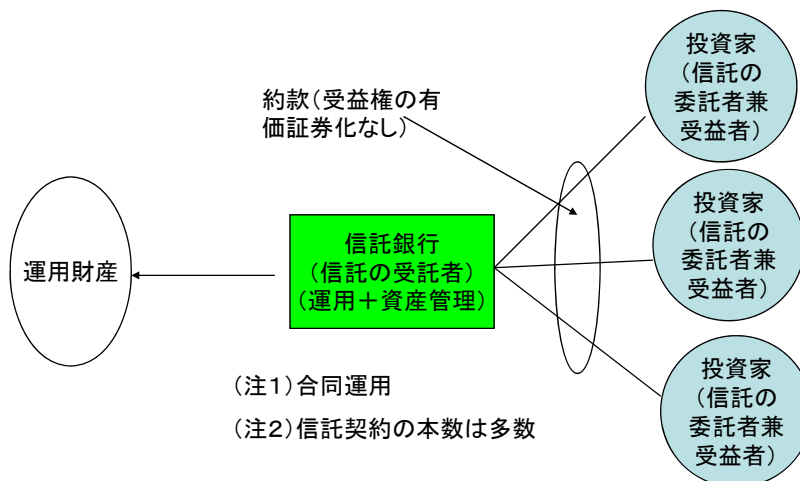 約款(受益権の有
価証券化なし)
投資家
(信託の
委託者兼
受益者)
運用財産
信託銀行
(信託の受託者)
(運用+資産管理)
投資家
(信託の
委託者兼
受益者)
投資家
(信託の
委託者兼
受益者)
(注1)合同運用
(注2)信託契約の本数は多数